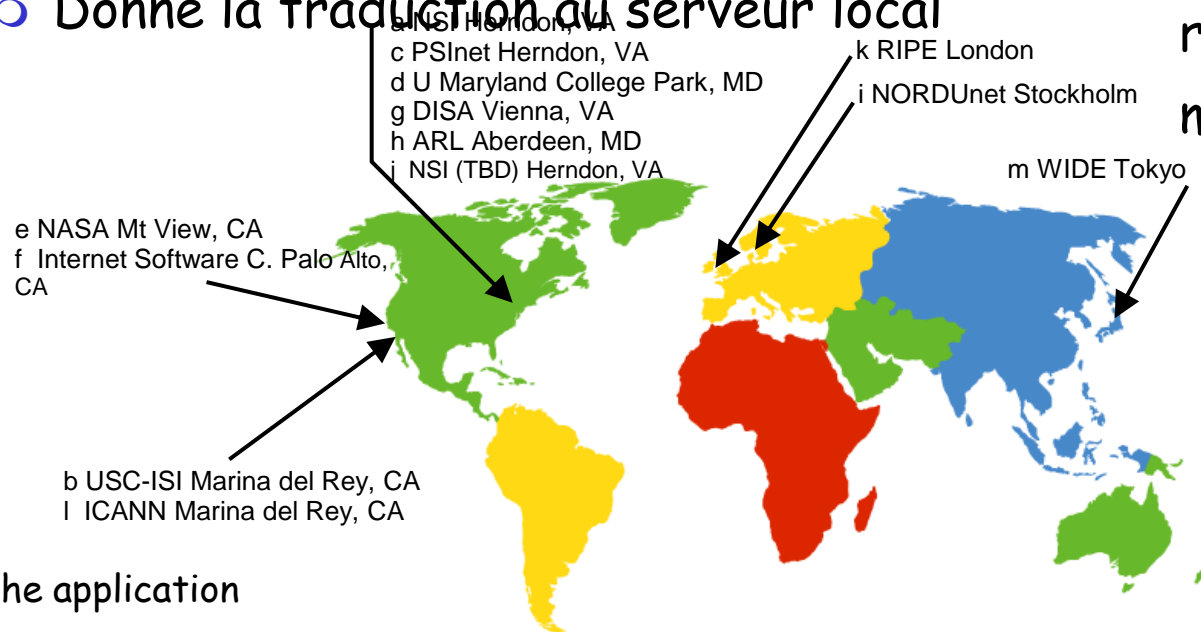 Donne la traduction au serveur local
a NSI Herndon, VA
c PSInet Herndon, VA
d U Maryland College Park, MD
g DISA Vienna, VA
h ARL Aberdeen, MD
j NSI (TBD) Herndon, VA
k RIPE London
i NORDUnet Stockholm
m WIDE Tokyo
e NASA Mt View, CA
f Internet Software C. Palo Alto,
CA
b USC-ISI Marina del Rey, CA
l ICANN Marina del Rey, CA
he application